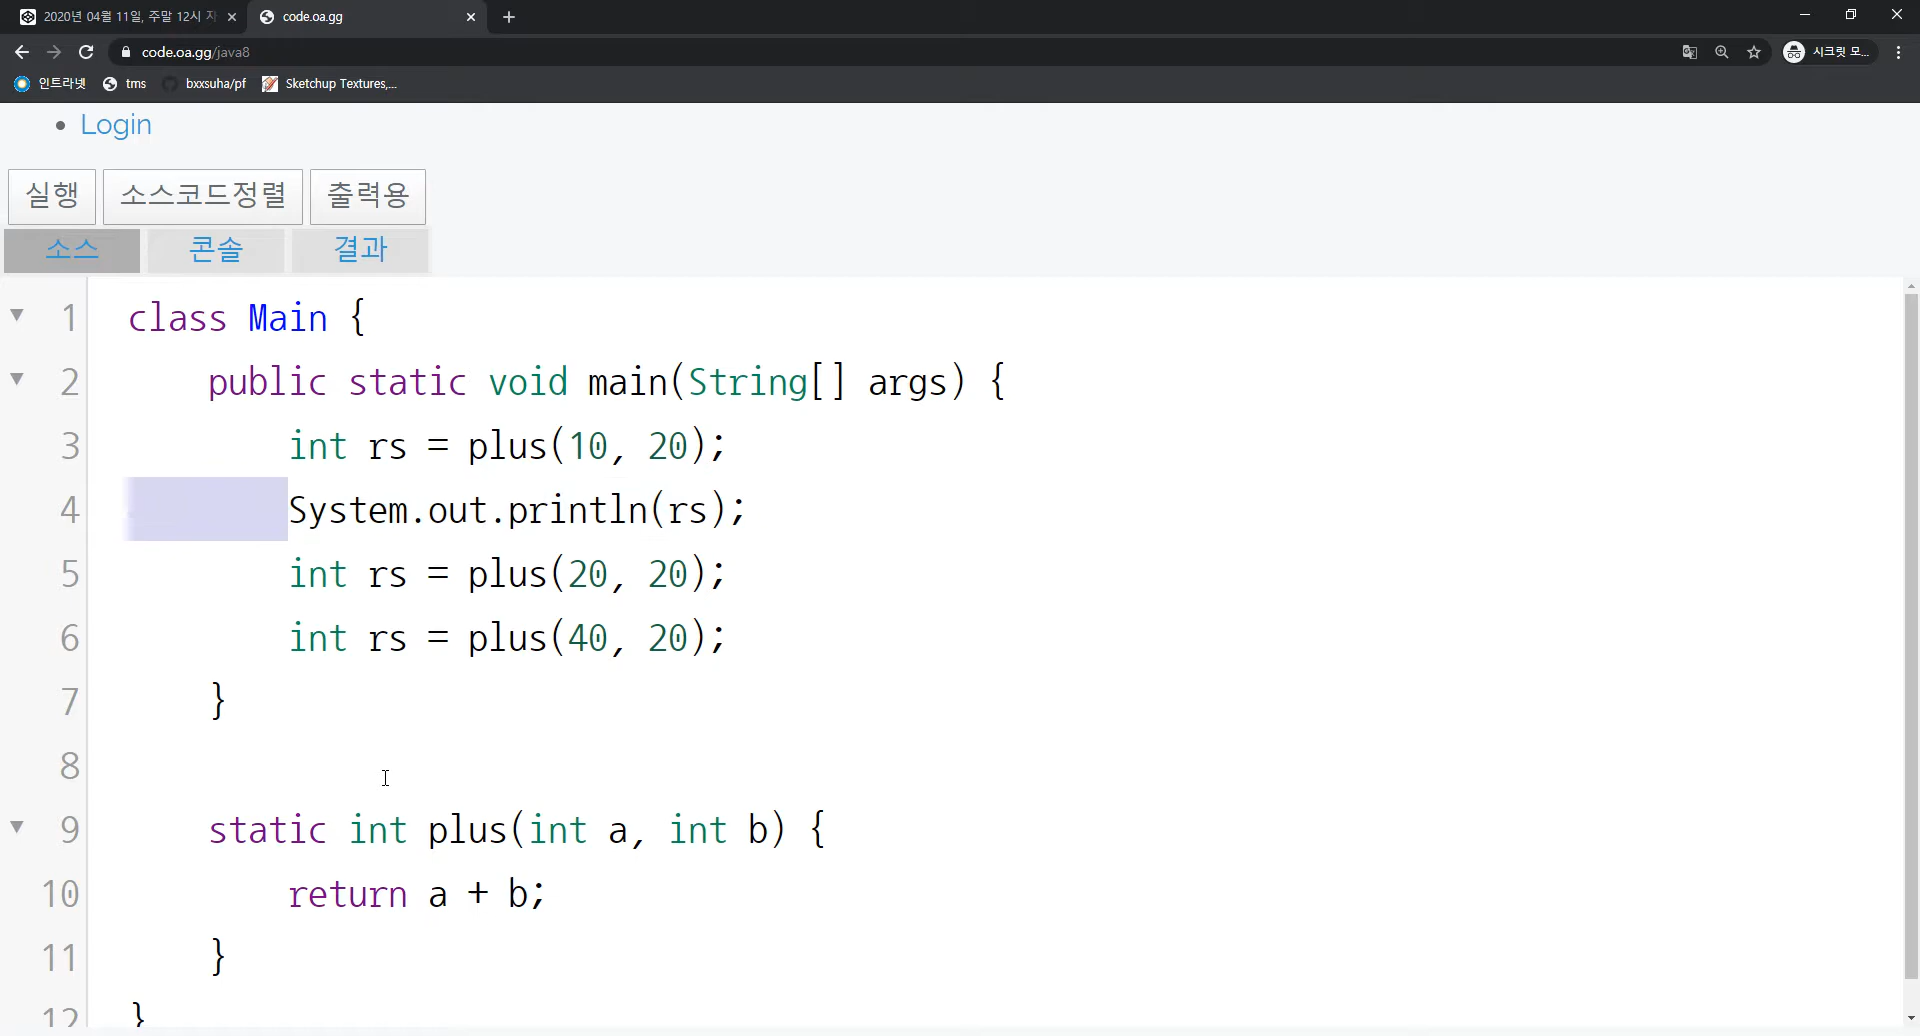 2020년 04월 11일, 주말 12시 자
code.oa.gg
code.oa.gg/java8
시크릿 모...
인트라넷
tms
bxxsuha/pf
Sketchup Textures,...
Login
실행
소스코드정렬
출력용
소스
콘솔
결과
1 class Main {
2 public static void main(String[] args) {
3 int rs = plus(10, 20);
4 System.out.println(rs);
5 int rs = plus(20, 20);
6 int rs = plus(40, 20);
7 }
8
9 static int plus(int a, int b) {
10 return a + b;
11 }
12 }